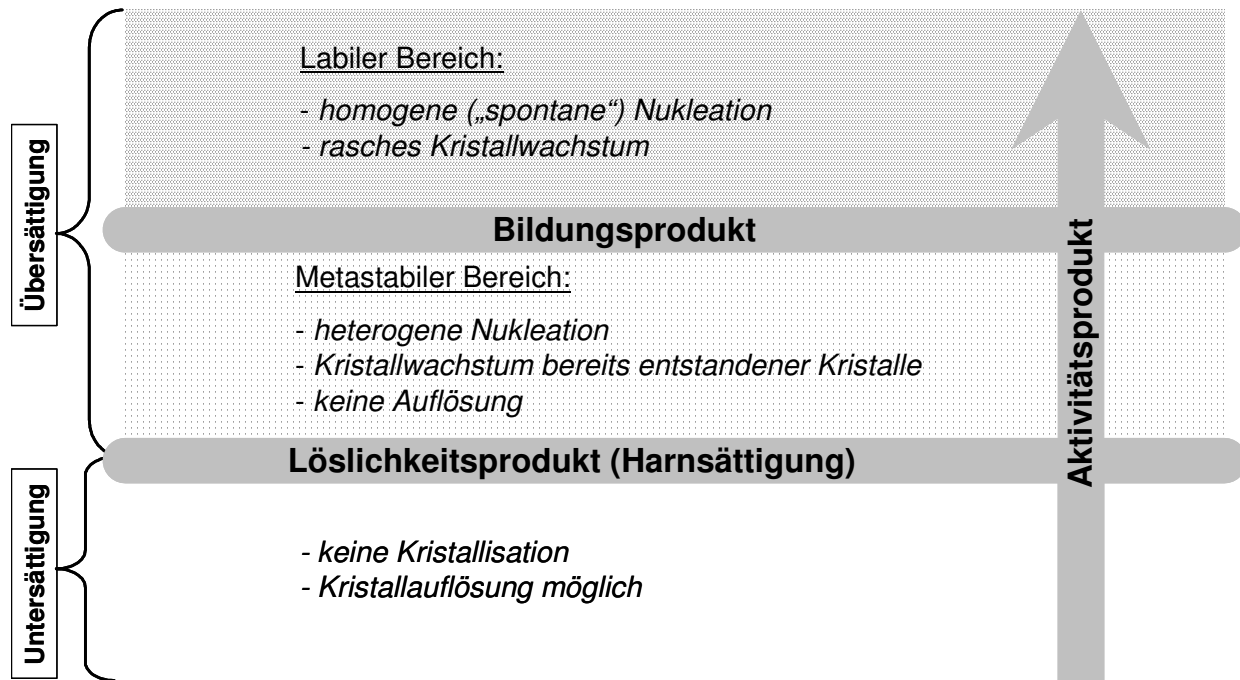 Übersättigung
Labiler Bereich:
- homogene („spontane“) Nukleation
- rasches Kristallwachstum
Bildungsprodukt
Metastabiler Bereich:
- heterogene Nukleation
- Kristallwachstum bereits entstandener Kristalle
- keine Auflösung
Löslichkeitsprodukt (Harnsättigung)
Aktivitätsprodukt
Untersättigung
- keine Kristallisation
- Kristallauflösung möglich